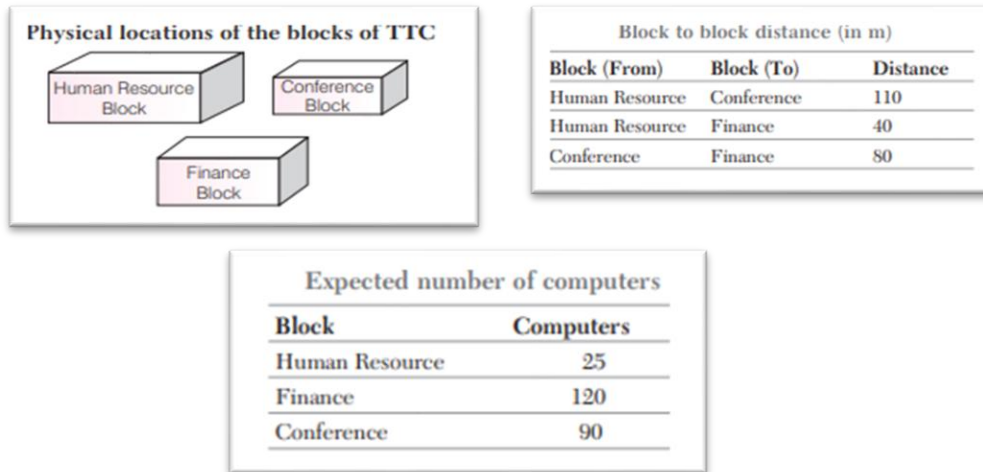 Physical locations of the blocks of TTC
Human Resource
Block
Conference
Block
Finance
Block
Block to block distance (in m)
Block (From) Block (To) Distance
Human Resource Conference 110
Human Resource Finance 40
Conference Finance 80
Expected number of computers
Block Computers
Human Resource 25
Finance 120
Conference 90